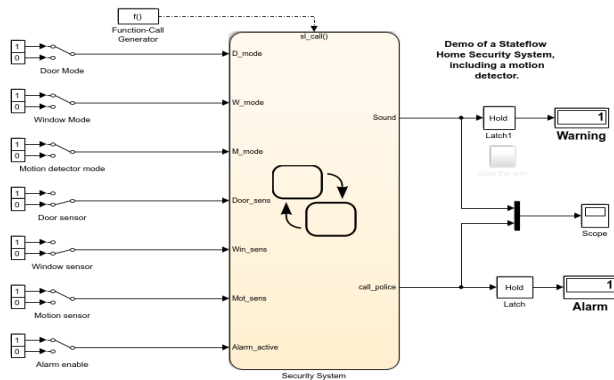 f()
Function-Call
Generator
sl_call()
Demo of a Stateflow
Home Security System,
including a motion
detector.
1
0
Door Mode
D_mode
1
0
Window Mode
W_mode
1
0
Motion detector mode
M_mode
1
0
Door sensor
Door_sens
1
0
Window sensor
Win_sens
1
0
Motion sensor
Mot_sens
1
0
Alarm enable
Alarm_active
Security System
Sound
Hold
Latch1
1
Warning
Scope
call_police
Hold
Latch
1
Alarm